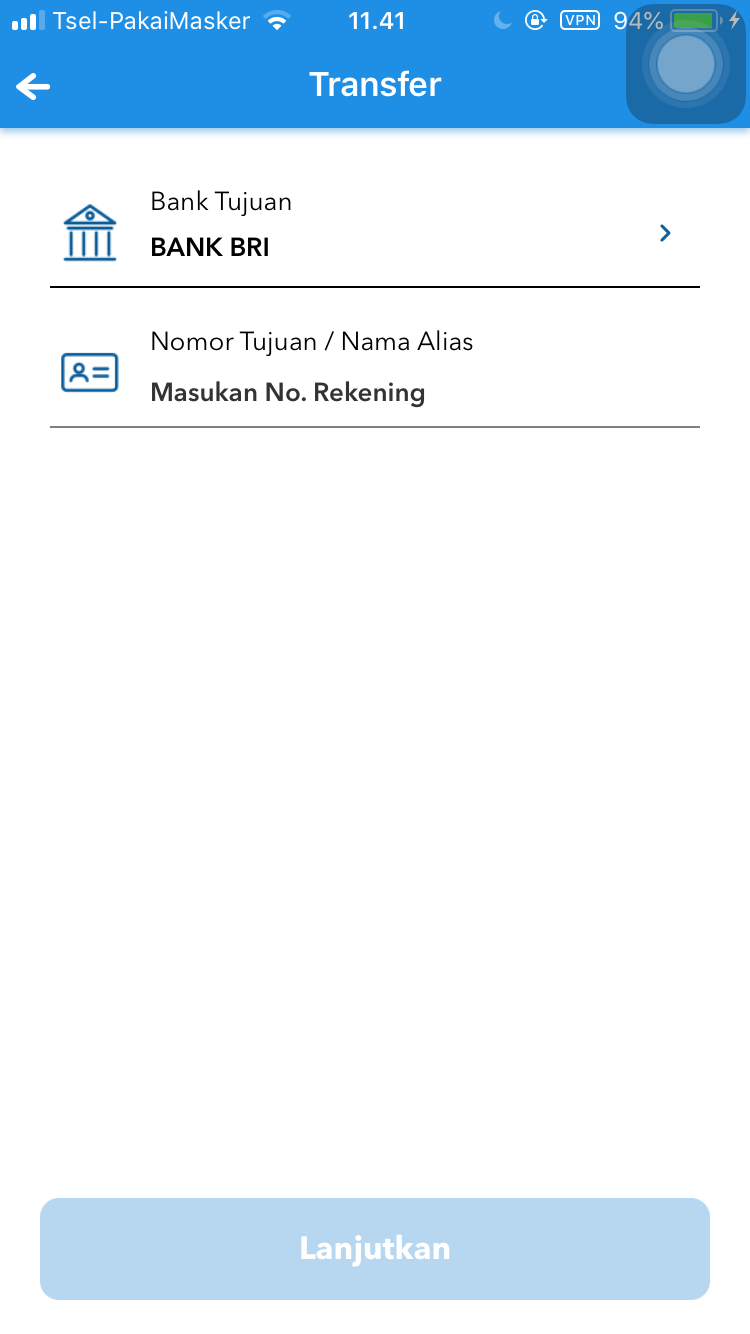 Tsel-PakaiMasker 11.41 VPN 94%
Transfer
Bank Tujuan
BANK BRI
Nomor Tujuan / Nama Alias
Masukan No. Rekening
Lanjutkan